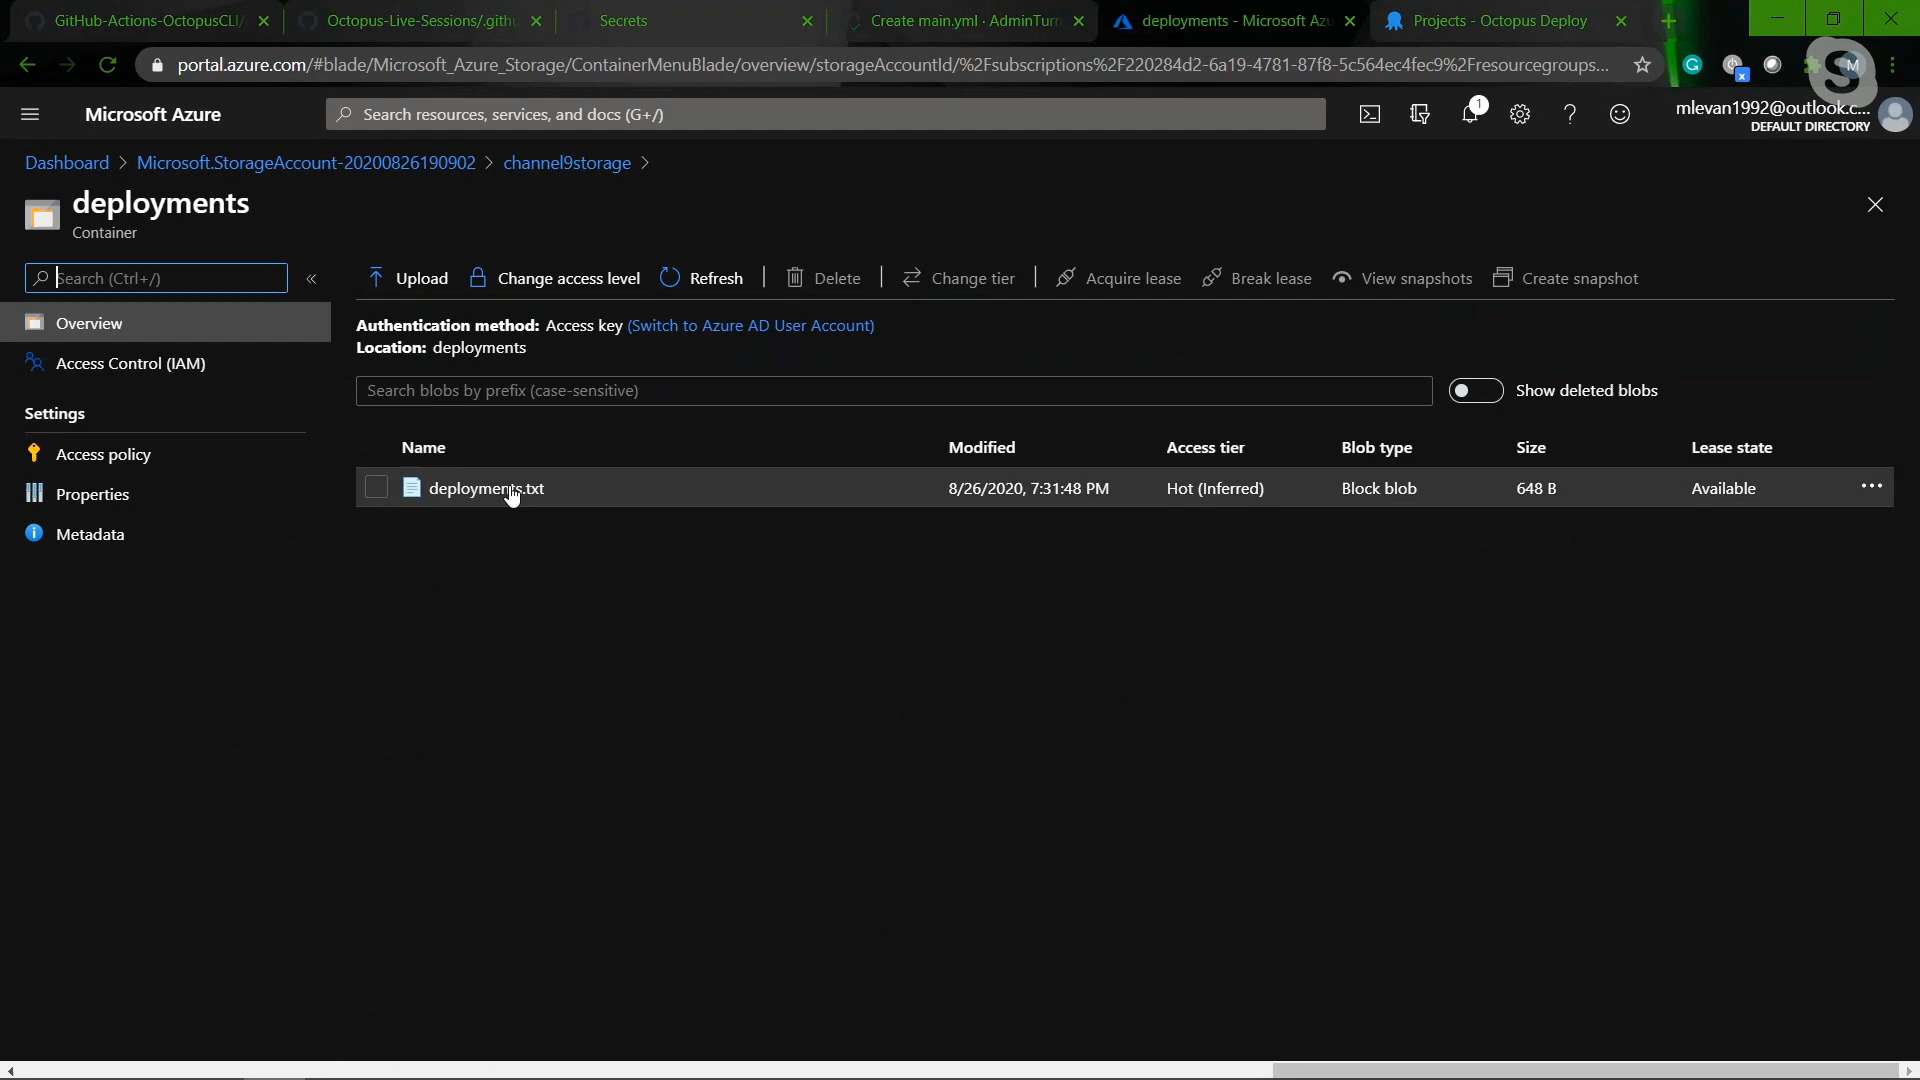 GitHub-Actions-OctopusCLI/
Octopus-Live-Sessions/.githu
Secrets
Create main.yml · AdminTurn
deployments - Microsoft Azu
Projects - Octopus Deploy
portal.azure.com/#blade/Microsoft_Azure_Storage/ContainerMenuBlade/overview/storageAccountId/%2Fsubscriptions%2F220284d2-6a19-4781-87f8-5c564ec4fec9%2Fresourcegroups...
M
Microsoft Azure
Search resources, services, and docs (G+/)
1
mlevan1992@outlook.c...
DEFAULT DIRECTORY
Dashboard > Microsoft.StorageAccount-20200826190902 > channel9storage >
deployments
Container
Search (Ctrl+/)
Upload
Change access level
Refresh
Delete
Change tier
Acquire lease
Break lease
View snapshots
Create snapshot
Overview
Access Control (IAM)
Settings
Access policy
Properties
Metadata
Authentication method: Access key (Switch to Azure AD User Account)
Location: deployments
Search blobs by prefix (case-sensitive)
Show deleted blobs
Name Modified Access tier Blob type Size Lease state
deployments.txt 8/26/2020, 7:31:48 PM Hot (Inferred) Block blob 648 B Available